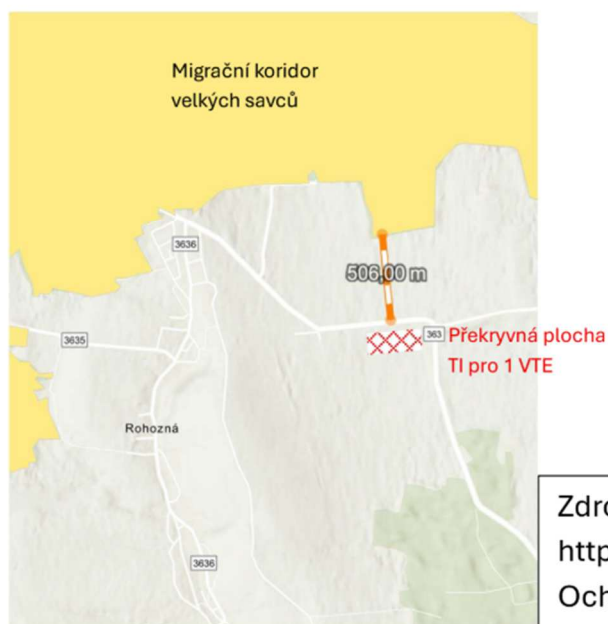 Migrační koridor
velkých savců
3636
506,00 m
363 Překryvná plocha
TI pro 1 VTE
3635
Rohozná
3636
Zdro
http
Och